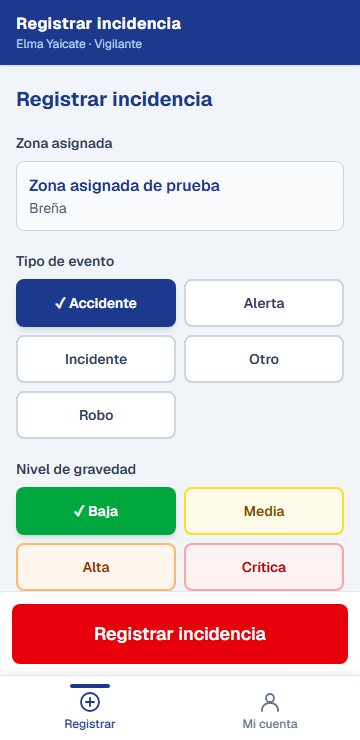 Registrar incidencia
Elma Yaicate · Vigilante
Registrar incidencia
Zona asignada
Zona asignada de prueba
Breña
Tipo de evento
✓ Accidente
Alerta
Incidente
Otro
Robo
Nivel de gravedad
✓ Baja
Media
Alta
Crítica
Registrar incidencia
Registrar
Mi cuenta